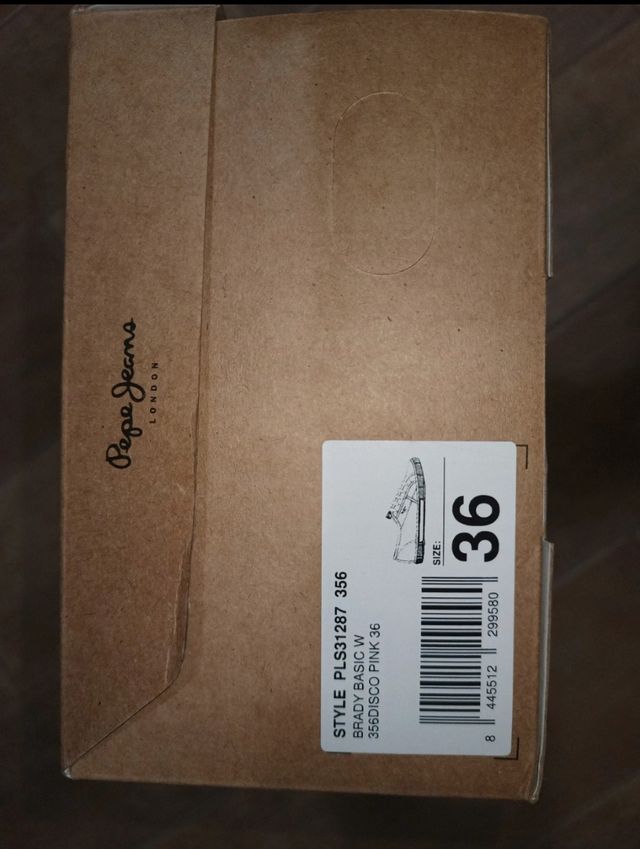 Pepe Jeans
LONDON
STYLE PLS31287 356
BRADY BASIC W
356DISCO PINK 36
SIZE:
36
8 445512 299580